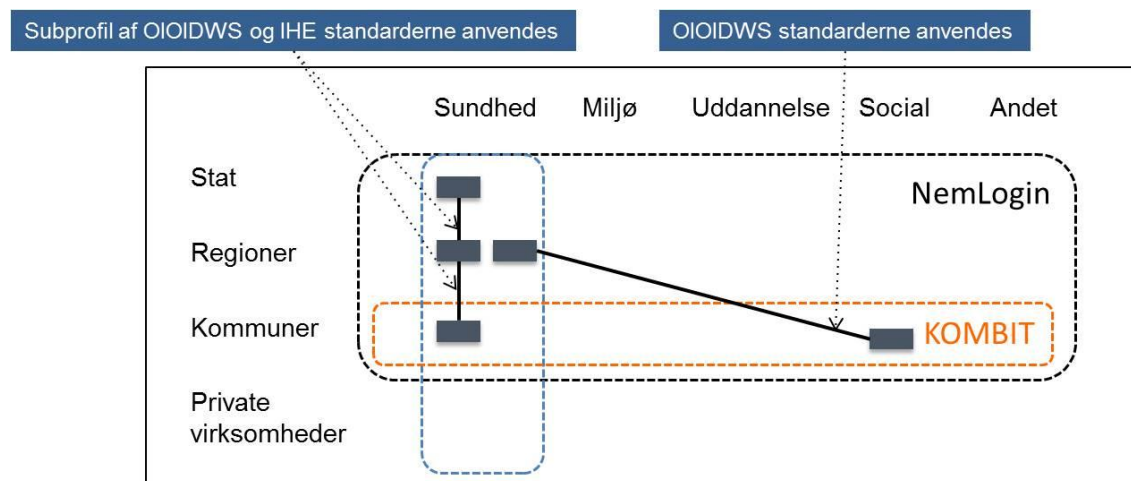 Subprofil af OIOIDWS og IHE standarderne anvendes
OIOIDWS standarderne anvendes
Sundhed Miljø Uddannelse Social Andet
Stat
NemLogin
Regioner
Kommuner
KOMBIT
Private
virksomheder